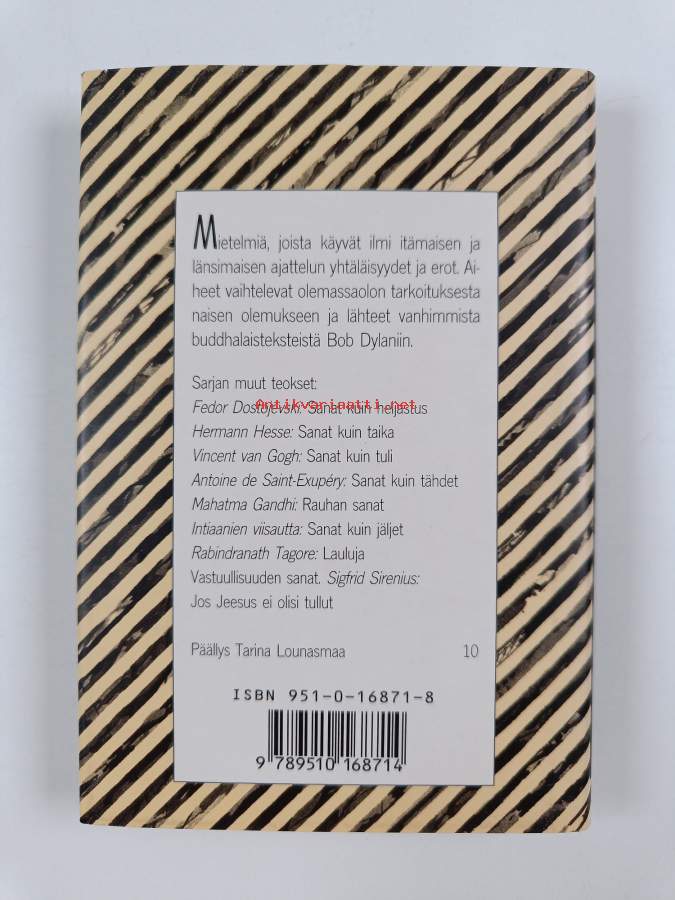 Mietelmiä, joista käyvät ilmi itämaisen ja
länsimaisen ajattelun yhtäläisyydet ja erot. Ai-
heet vaihtelevat olemassaolon tarkoituksesta
naisen olemukseen ja lähteet vanhimmista
buddhalaisteksteistä Bob Dylaniin.
Sarjan muut teokset:
Antikvariaatti.net
Fedor Dostojevski: Sanat kuin heijastus
Hermann Hesse: Sanat kuin taika
Vincent van Gogh: Sanat kuin tuli
Antoine de Saint-Exupéry: Sanat kuin tähdet
Mahatma Gandhi: Rauhan sanat
Intiaanien viisautta: Sanat kuin jäljet
Rabindranath Tagore: Lauluja
Vastuullisuuden sanat. Sigfrid Sirenius:
Jos Jeesus ei olisi tullut
Päällys Tarina Lounasmaa 10
ISBN 951-0-16871-8
9 789510 168714